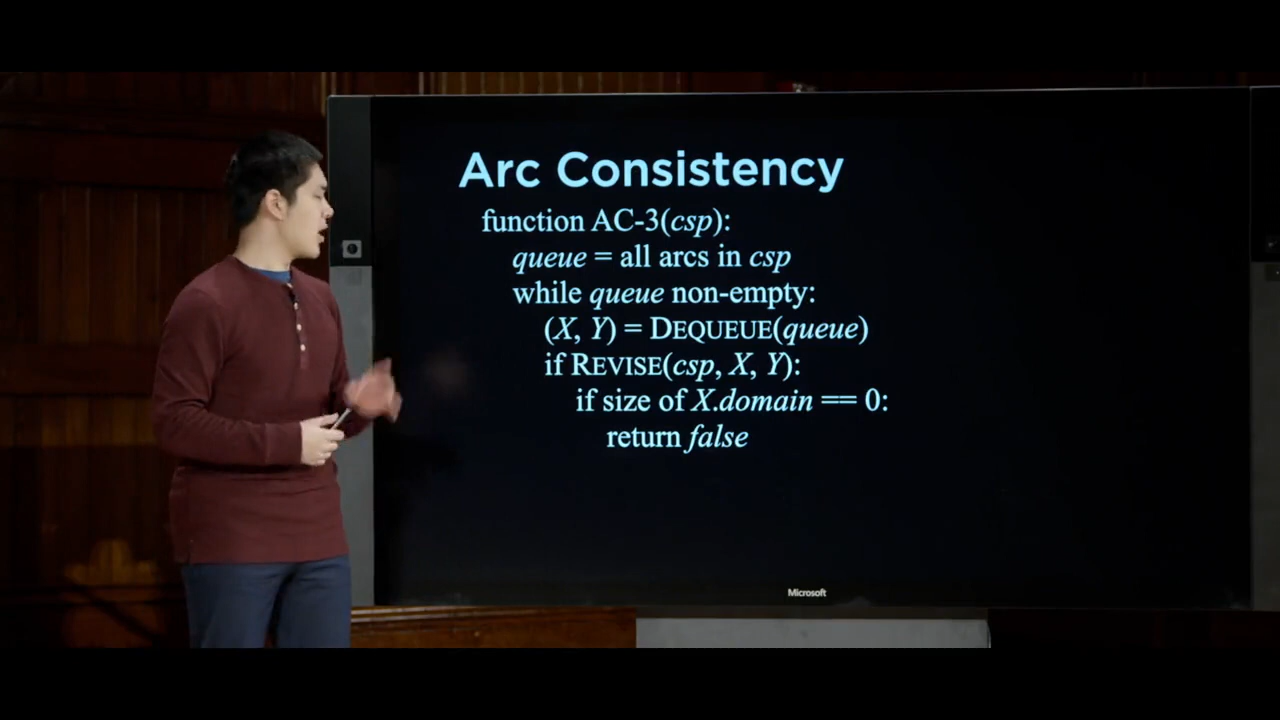 Arc Consistency
function AC-3(csp):
queue = all arcs in csp
while queue non-empty:
(X, Y) = DEQUEUE(queue)
if REVISE(csp, X, Y):
if size of X.domain == 0:
return false
Microsoft